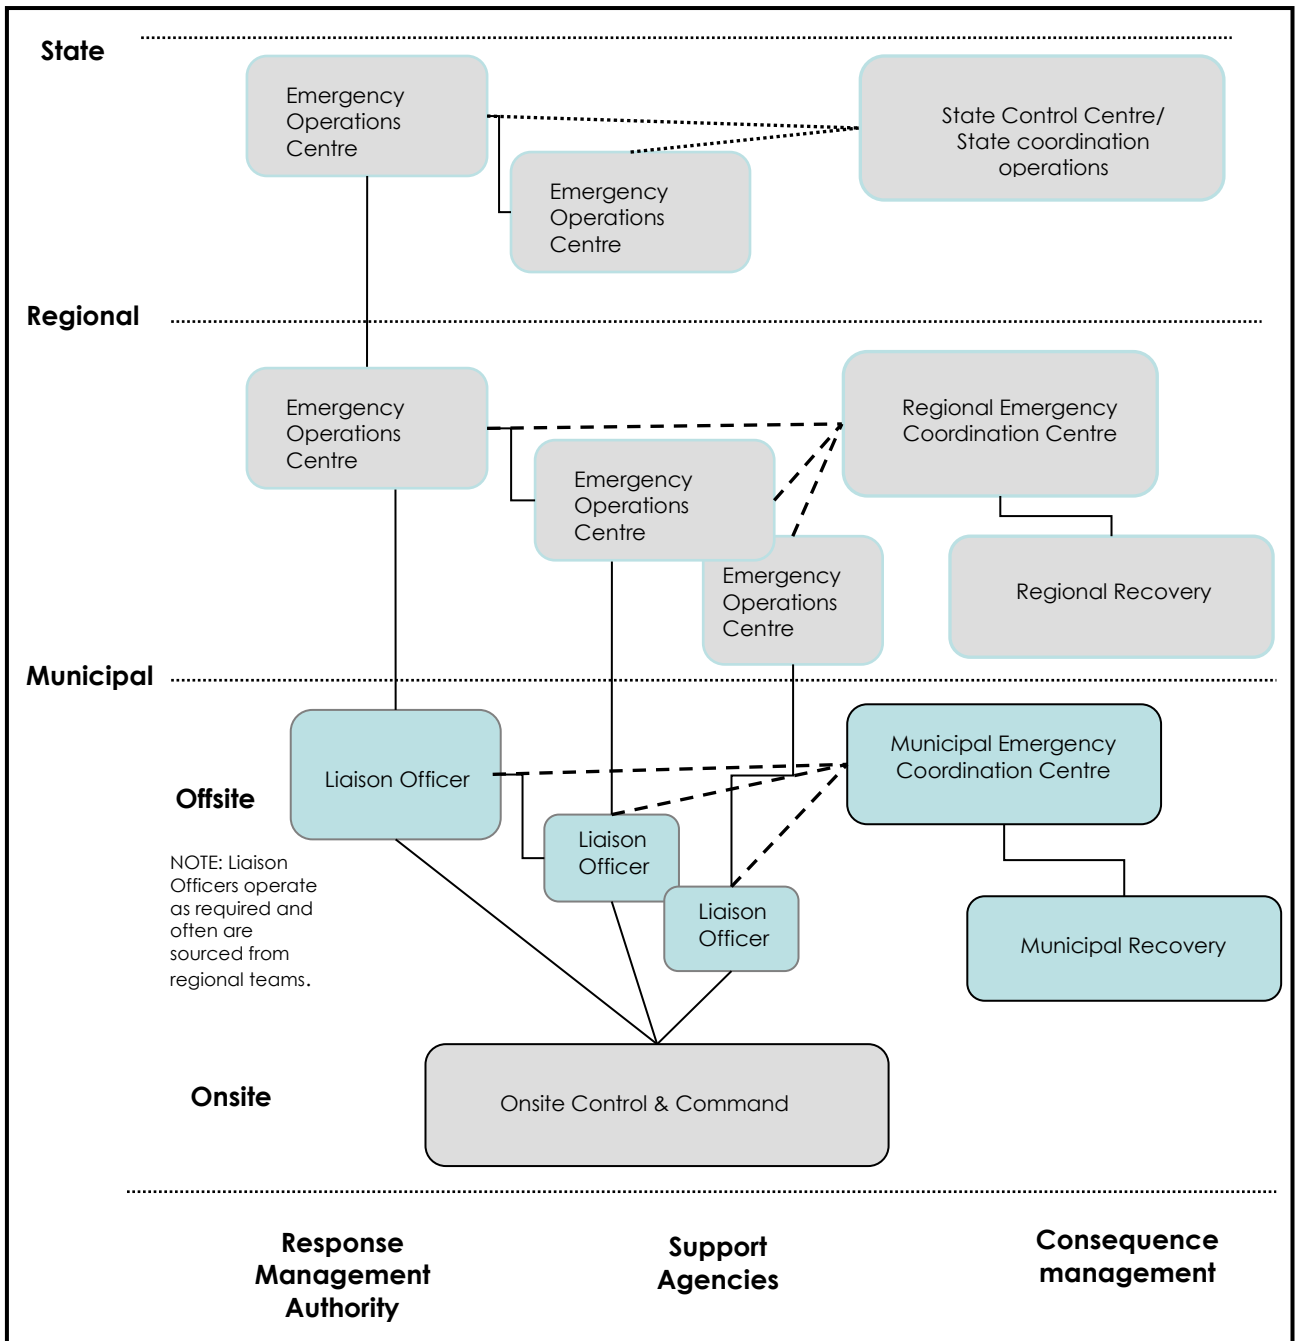 State
Emergency
Operations
Centre
State Control Centre/
State coordination
operations
Emergency
Operations
Centre
Regional
Emergency
Operations
Centre
Regional Emergency
Coordination Centre
Emergency
Operations
Centre
Emergency
Operations
Centre
Regional Recovery
Municipal
Liaison Officer
Municipal Emergency
Coordination Centre
Offsite
NOTE: Liaison
Officers operate
as required and
often are
sourced from
regional teams.
Liaison
Officer
Liaison
Officer
Municipal Recovery
Onsite
Onsite Control & Command
Response
Management
Authority
Support
Agencies
Consequence
management